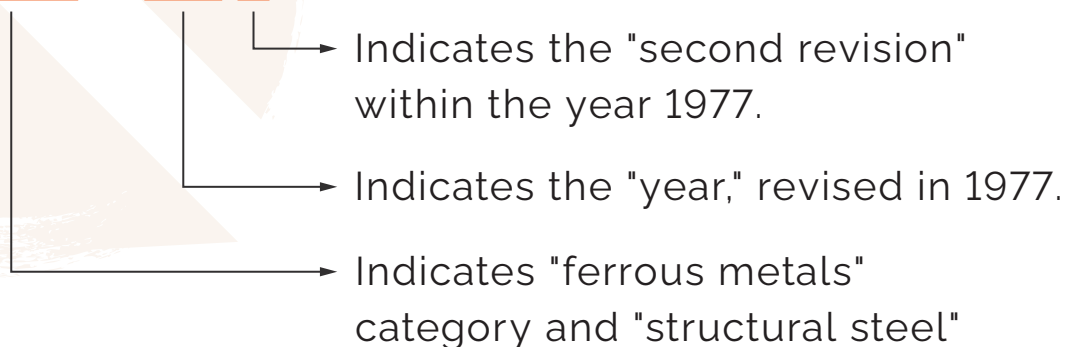 Indicates the "second revision"
within the year 1977.
Indicates the "year," revised in 1977.
Indicates "ferrous metals"
category and "structural steel"